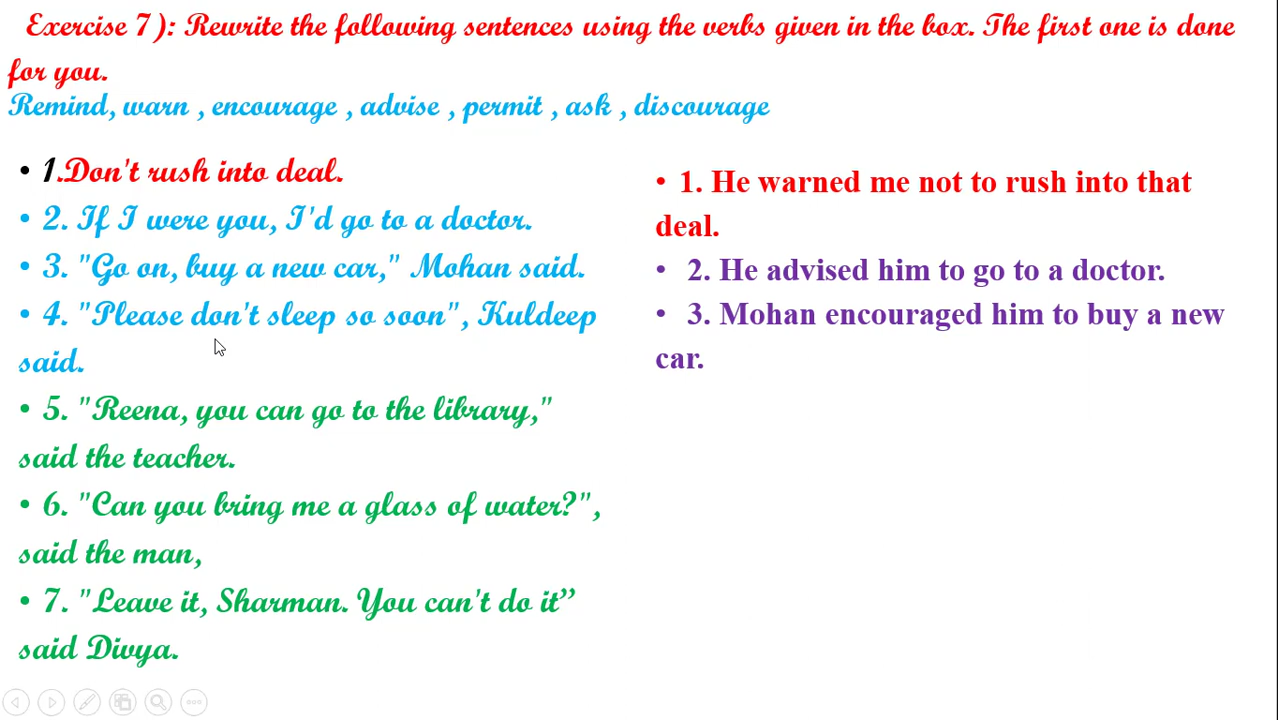 Exercise 7): Rewrite the following sentences using the verbs given in the box. The first one is done
for you.
Remind, warn , encourage , advise , permit , ask , discourage
• 1.Don't rush into deal.
• 2. If I were you, I'd go to a doctor.
• 3. "Go on, buy a new car," Mohan said.
• 4. "Please don't sleep so soon", Kuldeep
said.
• 5. "Reena, you can go to the library,"
said the teacher.
• 6. "Can you bring me a glass of water?",
said the man,
• 7. "Leave it, Sharman. You can't do it”
said Divya.
• 1. He warned me not to rush into that
deal.
• 2. He advised him to go to a doctor.
• 3. Mohan encouraged him to buy a new
car.